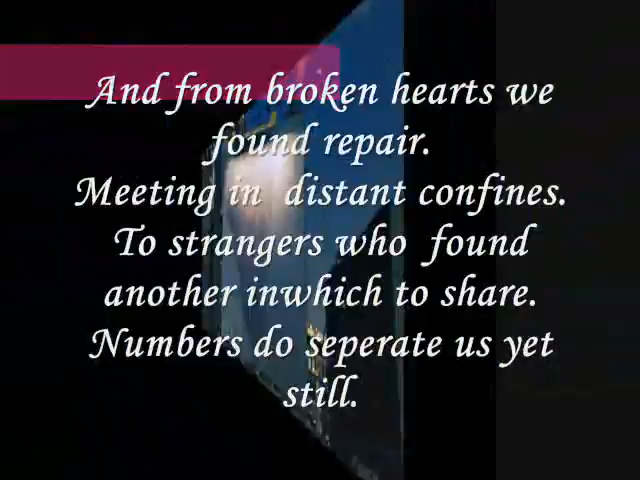 And from broken hearts we
found repair.
Meeting in distant confines.
To strangers who found
another inwhich to share.
Numbers do seperate us yet
still.